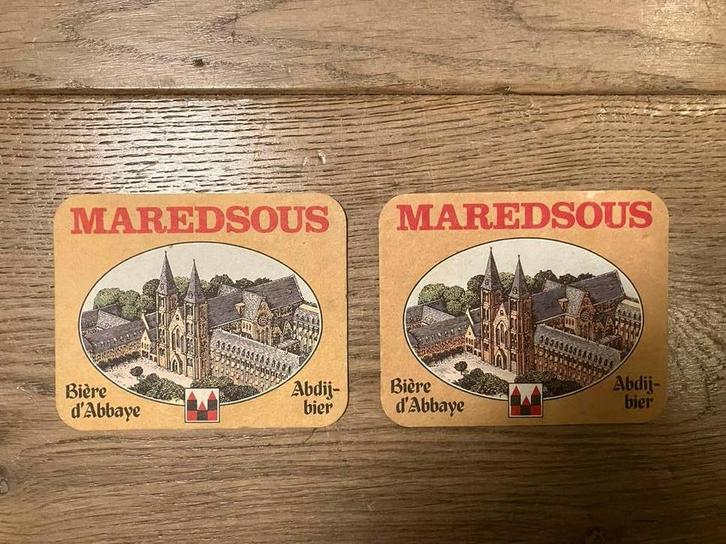 MAREDSOUS
Bière
d'Abbaye
Abdij-
bier
MAREDSOUS
Bière
d'Abbaye
Abdij-
bier